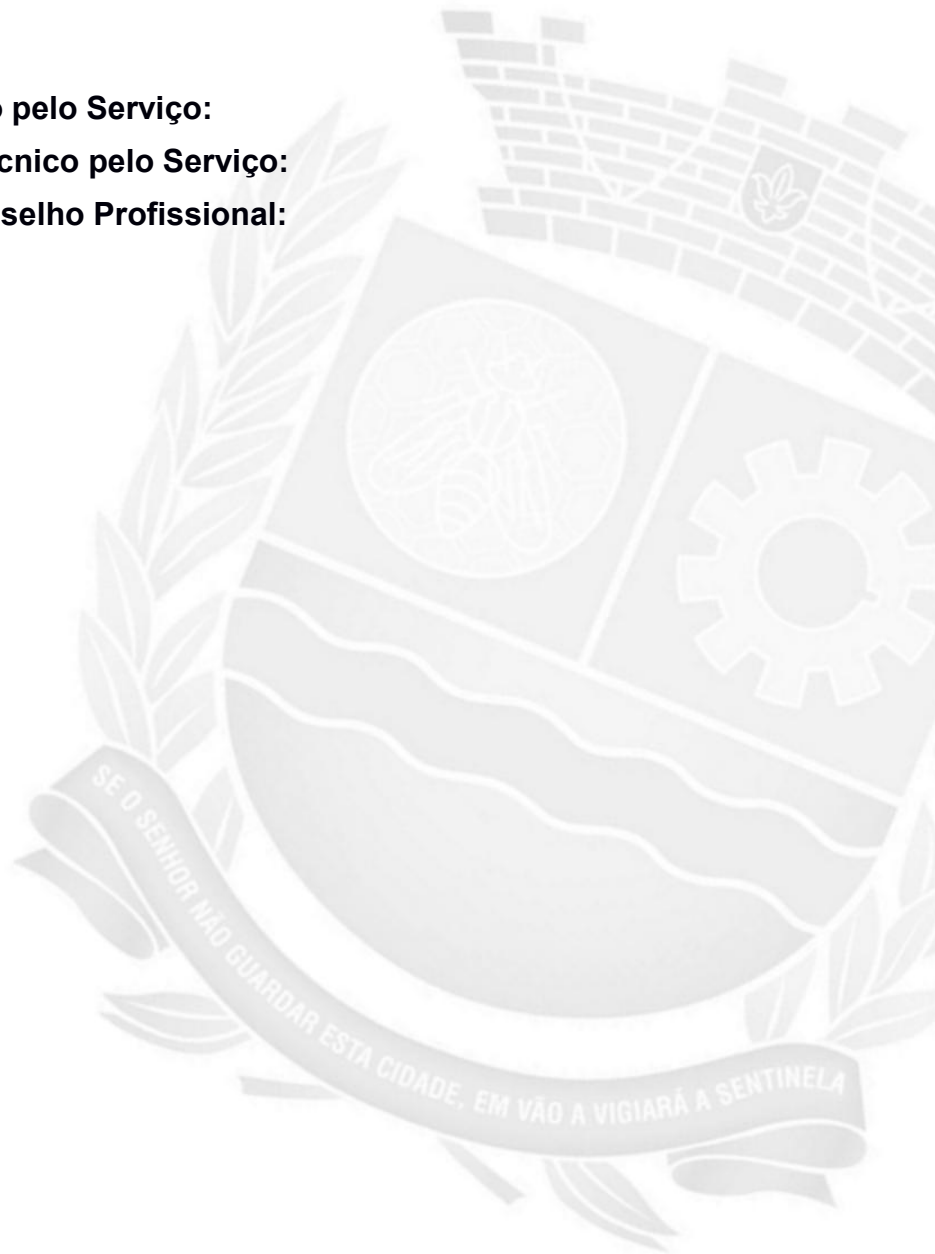 o pelo Serviço:
cnico pelo Serviço:
selho Profissional:
SE O SENHOR NÃO GUARDAR ESTA CIDADE, EM VÃO A VIGIARÁ A SENTINELA